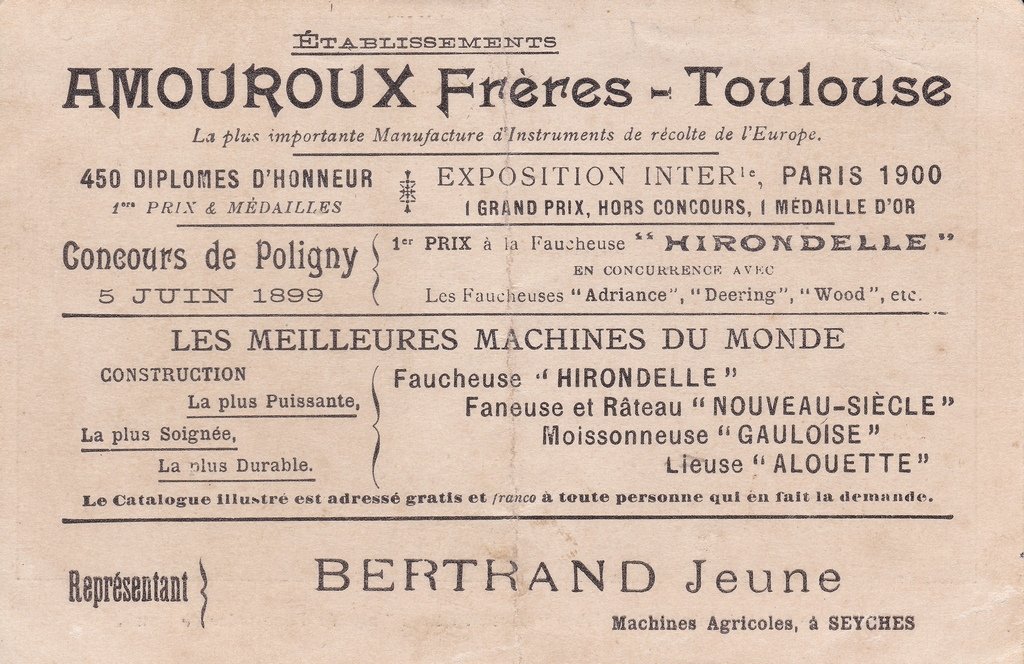 ÉTABLISSEMENTS
AMOUROUX Frères - Toulouse
La plus importante Manufacture d'Instruments de récolte de l'Europe.
450 DIPLOMES D'HONNEUR
1ers PRIX & MÉDAILLES
EXPOSITION INTERle, PARIS 1900
1 GRAND PRIX, HORS CONCOURS, 1 MÉDAILLE D'OR
Concours de Poligny
5 JUIN 1899
1er PRIX à la Faucheuse "HIRONDELLE"
EN CONCURRENCE AVEC
Les Faucheuses "Adriance", "Deering", "Wood", etc.
LES MEILLEURES MACHINES DU MONDE
CONSTRUCTION
La plus Puissante,
La plus Soignée,
La plus Durable.
Faucheuse "HIRONDELLE"
Faneuse et Râteau "NOUVEAU-SIÈCLE"
Moissonneuse "GAULOISE"
Lieuse "ALOUETTE"
Le Catalogue illustré est adressé gratis et franco à toute personne qui en fait la demande.
Représentant
BERTRAND Jeune
Machines Agricoles, à SEYCHES